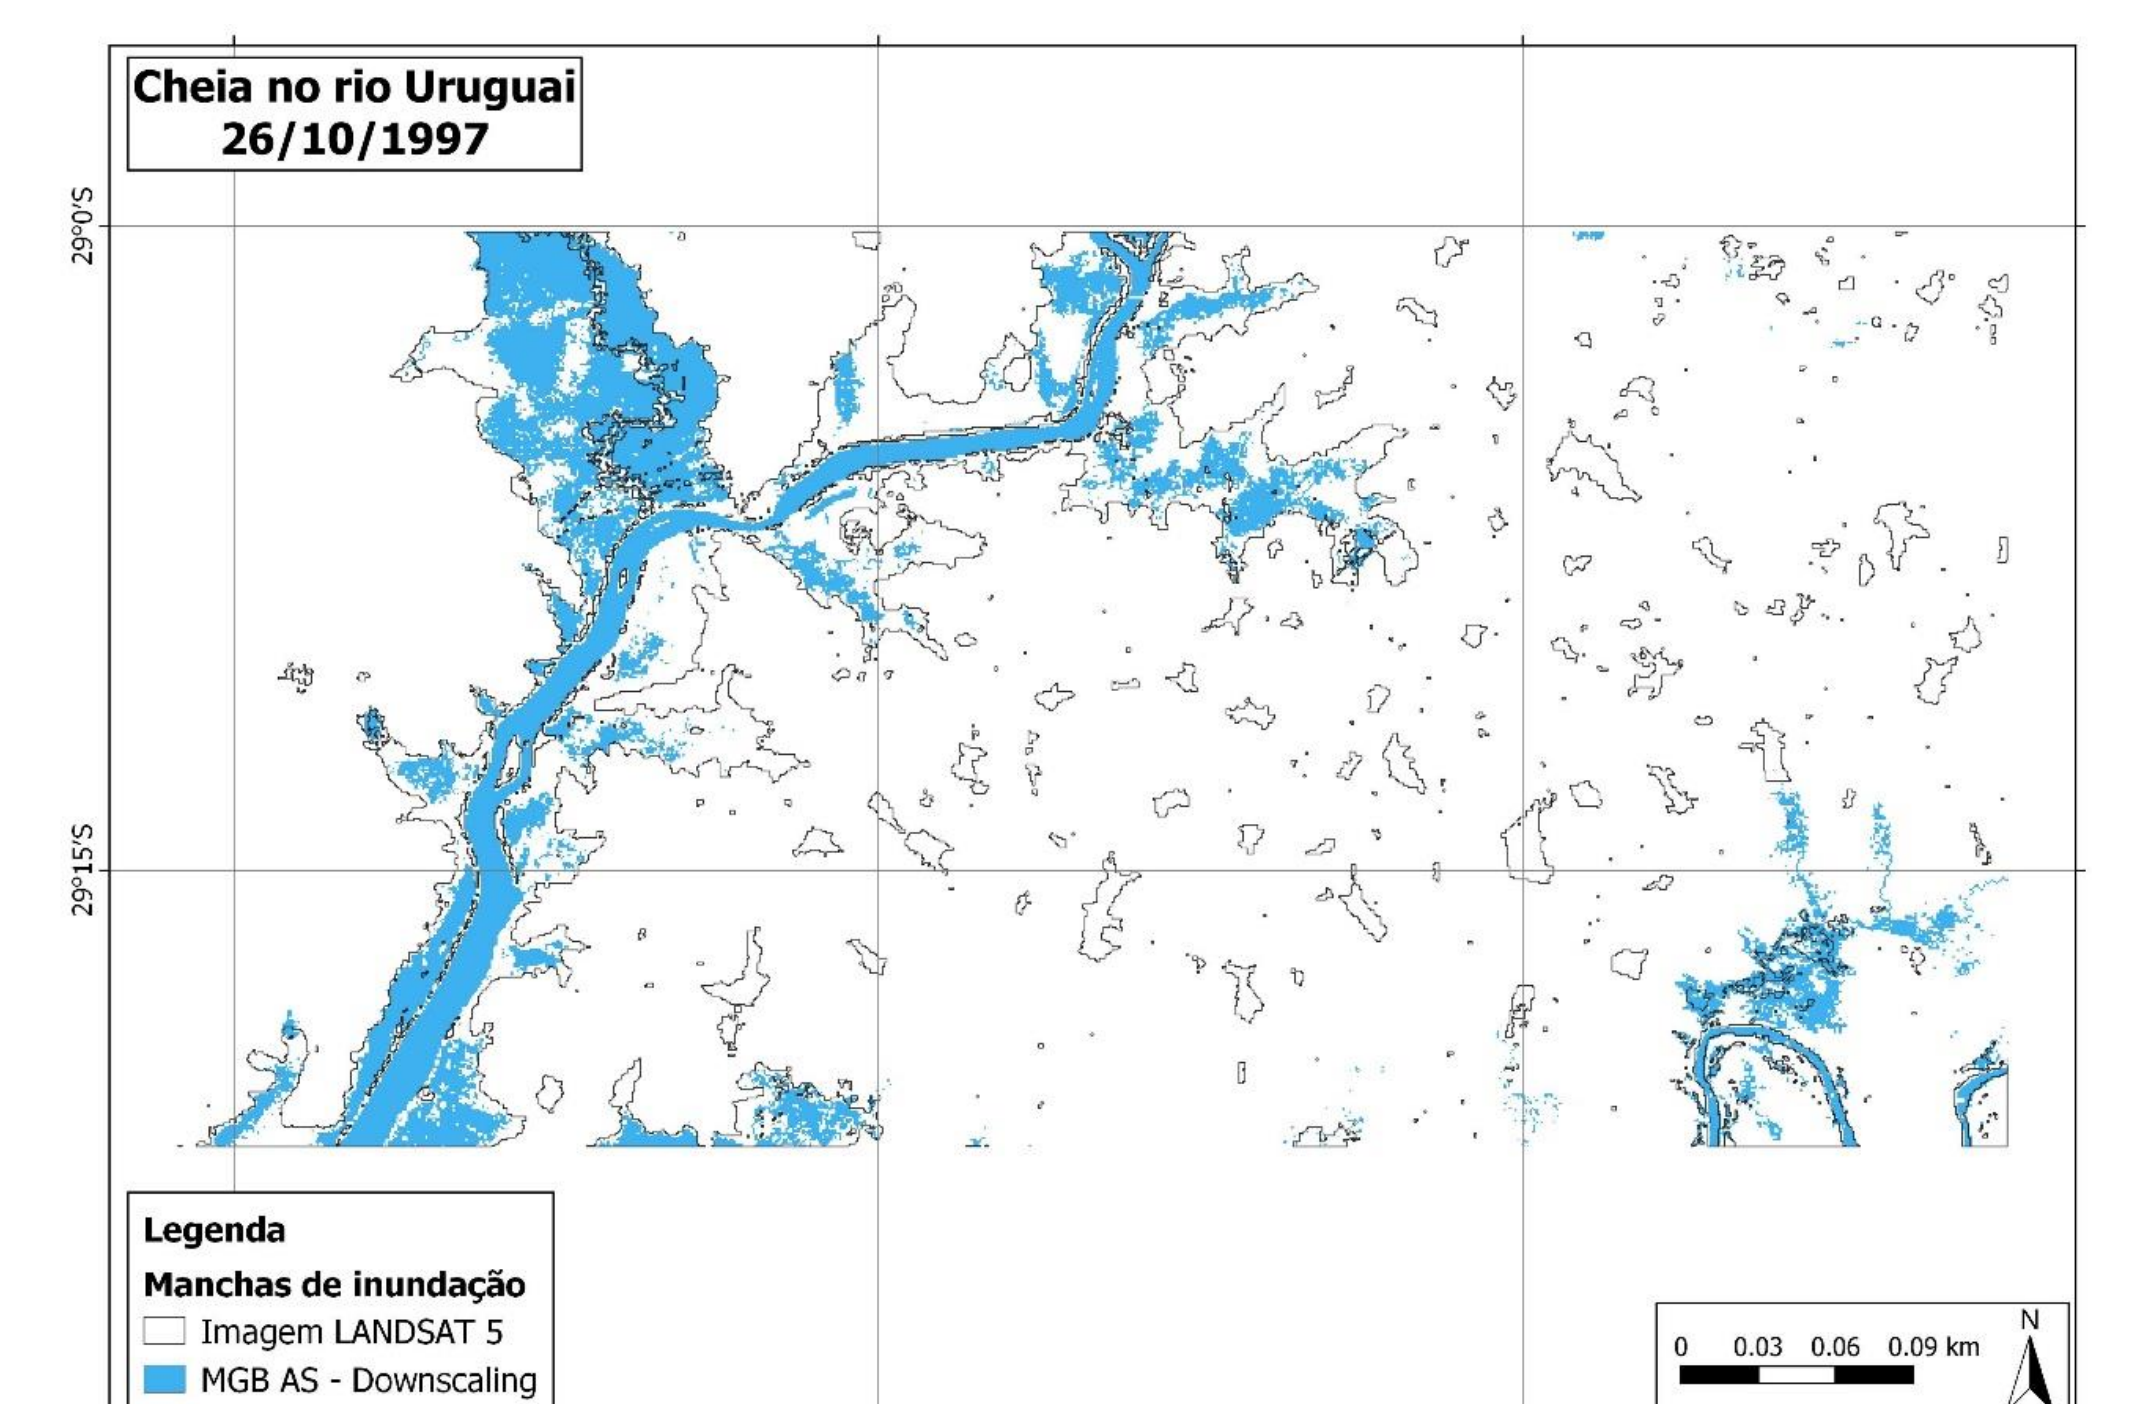 Cheia no rio Uruguai
26/10/1997
29°0'S
29°15'S
Legenda
Manchas de inundação
Imagem LANDSAT 5
MGB AS - Downscaling
N
0 0.03 0.06 0.09 km